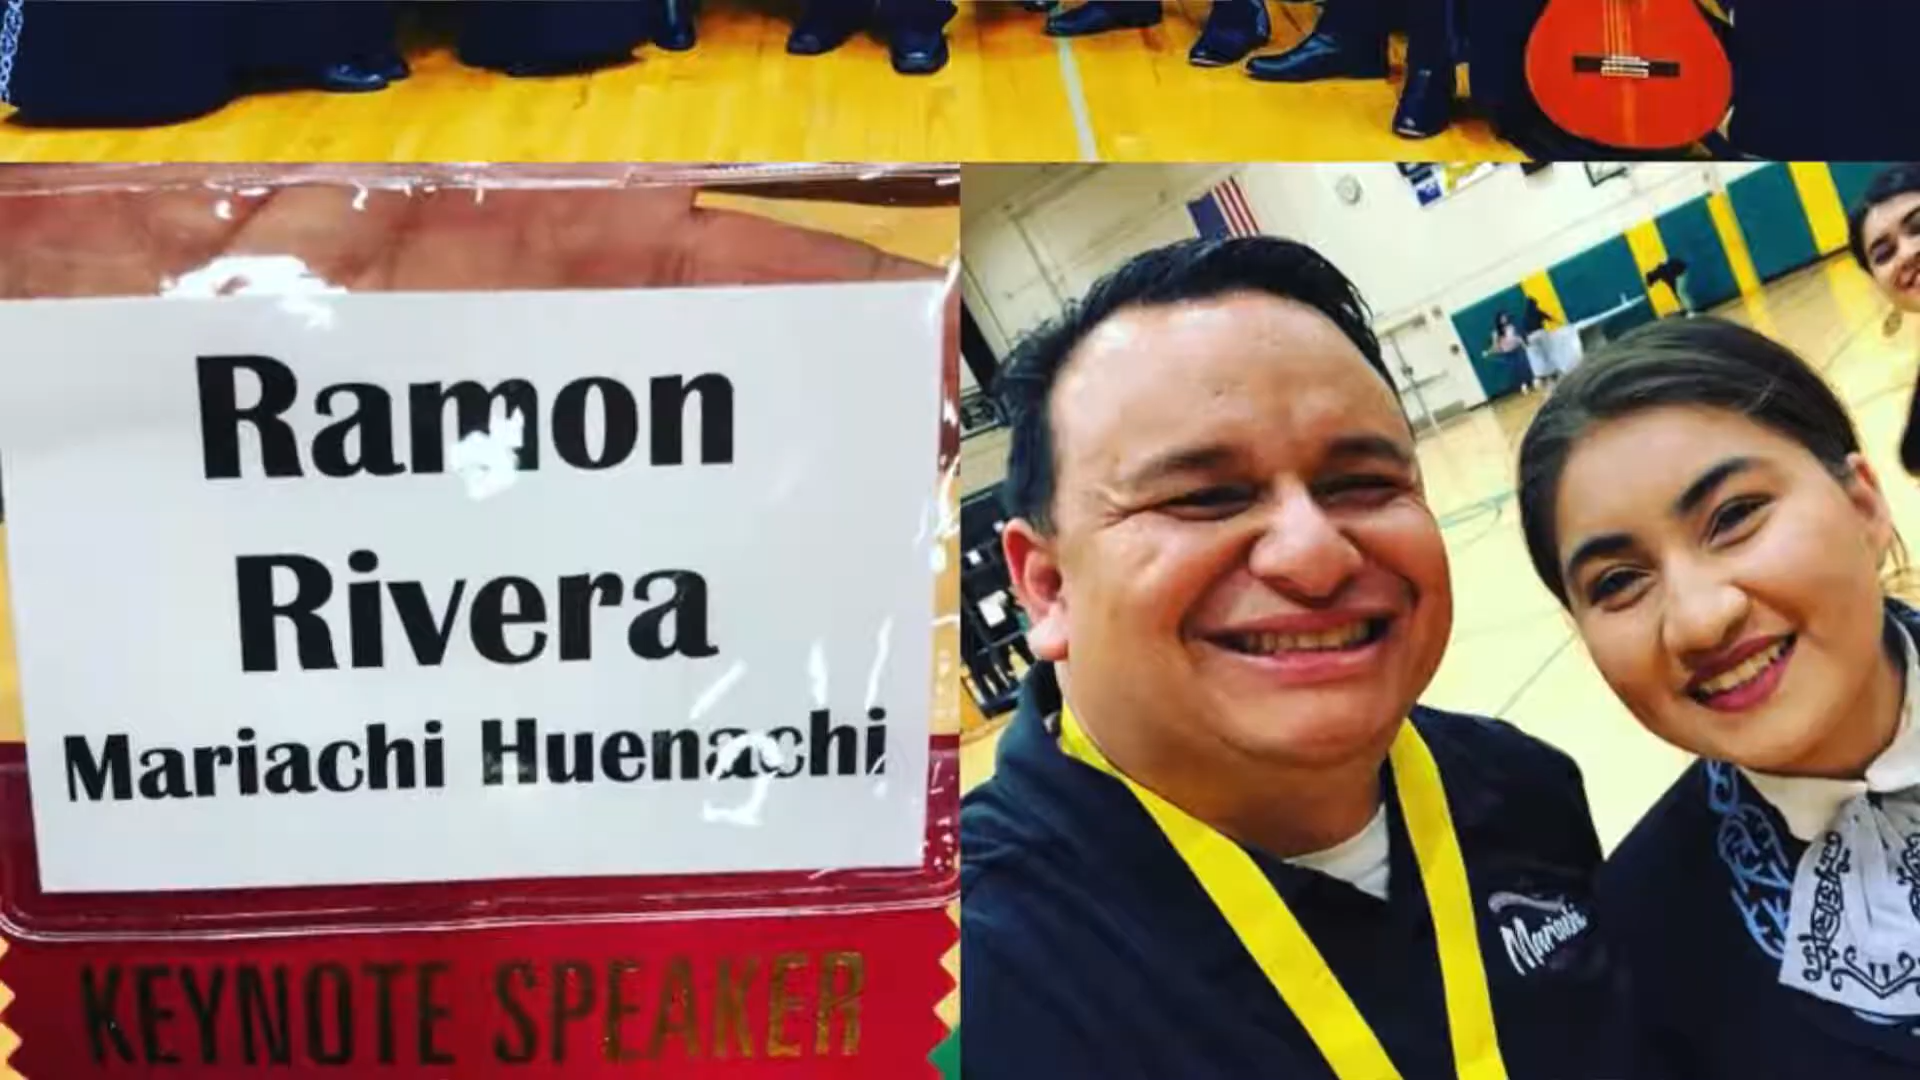 Ramon
Rivera
Mariachi Huenachi
KEYNOTE SPEAKER
Mariachi